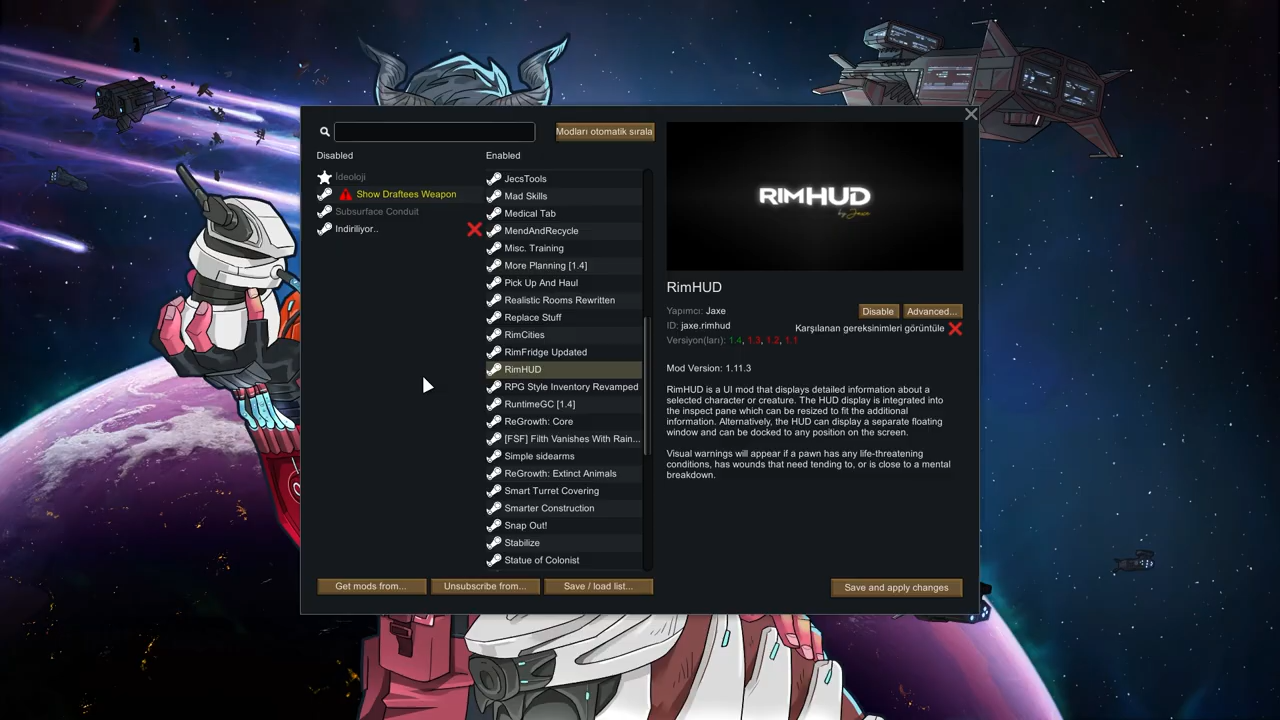 Modları otomatik sırala
Disabled
Enabled
İdeoloji
Show Draftees Weapon
Subsurface Conduit
Indiriliyor..
JecsTools
Mad Skills
Medical Tab
MendAndRecycle
Misc. Training
More Planning [1.4]
Pick Up And Haul
Realistic Rooms Rewritten
Replace Stuff
RimCities
RimFridge Updated
RimHUD
RPG Style Inventory Revamped
RuntimeGC [1.4]
ReGrowth: Core
[FSF] Filth Vanishes With Rain...
Simple sidearms
ReGrowth: Extinct Animals
Smart Turret Covering
Smarter Construction
Snap Out!
Stabilize
Statue of Colonist
Get mods from...
Unsubscribe from...
Save / load list...
RIMHUD
by Jaxe
RimHUD
Yapımcı: Jaxe
Disable
Advanced...
ID: jaxe.rimhud
Karşılanan gereksinimleri görüntüle
Versiyon(ları): 1.4, 1.3, 1.2, 1.1
Mod Version: 1.11.3
RimHUD is a UI mod that displays detailed information about a
selected character or creature. The HUD display is integrated into
the inspect pane which can be resized to fit the additional
information. Alternatively, the HUD can display a separate floating
window and can be docked to any position on the screen.
Visual warnings will appear if a pawn has any life-threatening
conditions, has wounds that need tending to, or is close to a mental
breakdown.
Save and apply changes